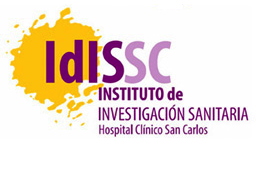 IdISSC
INSTITUTO de
INVESTIGACIÓN SANITARIA
Hospital Clínico San Carlos